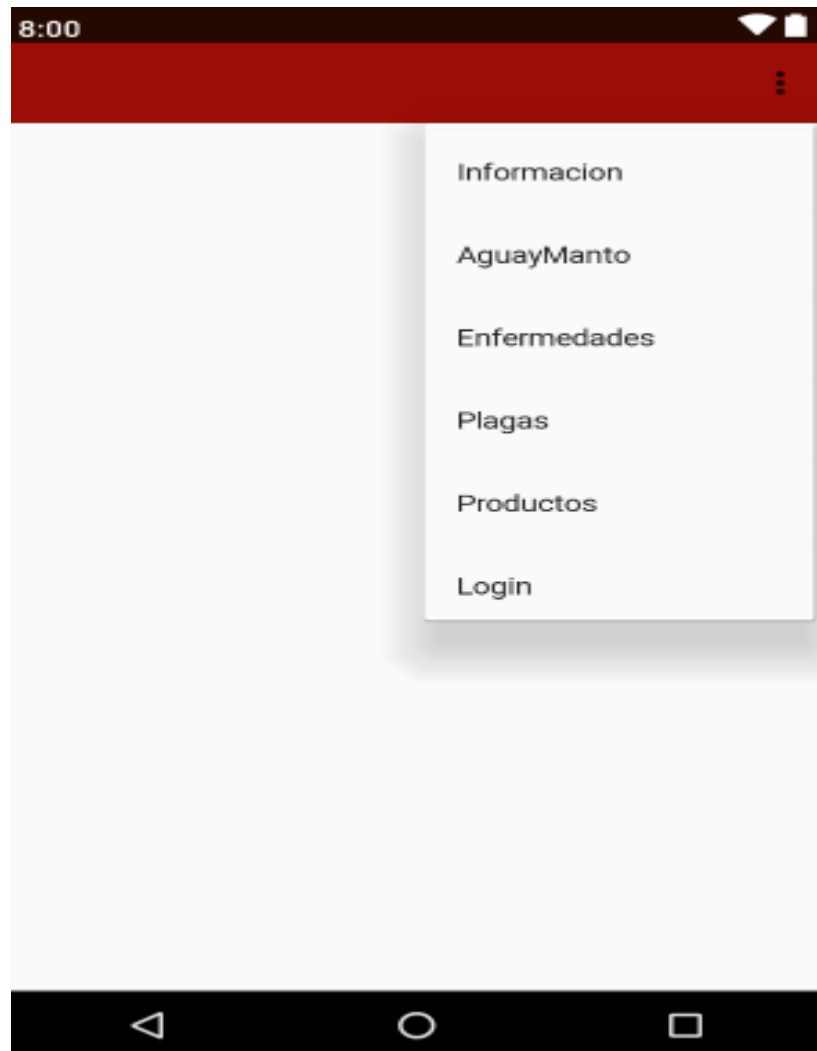 8:00
Informacion
AguayManto
Enfermedades
Plagas
Productos
Login